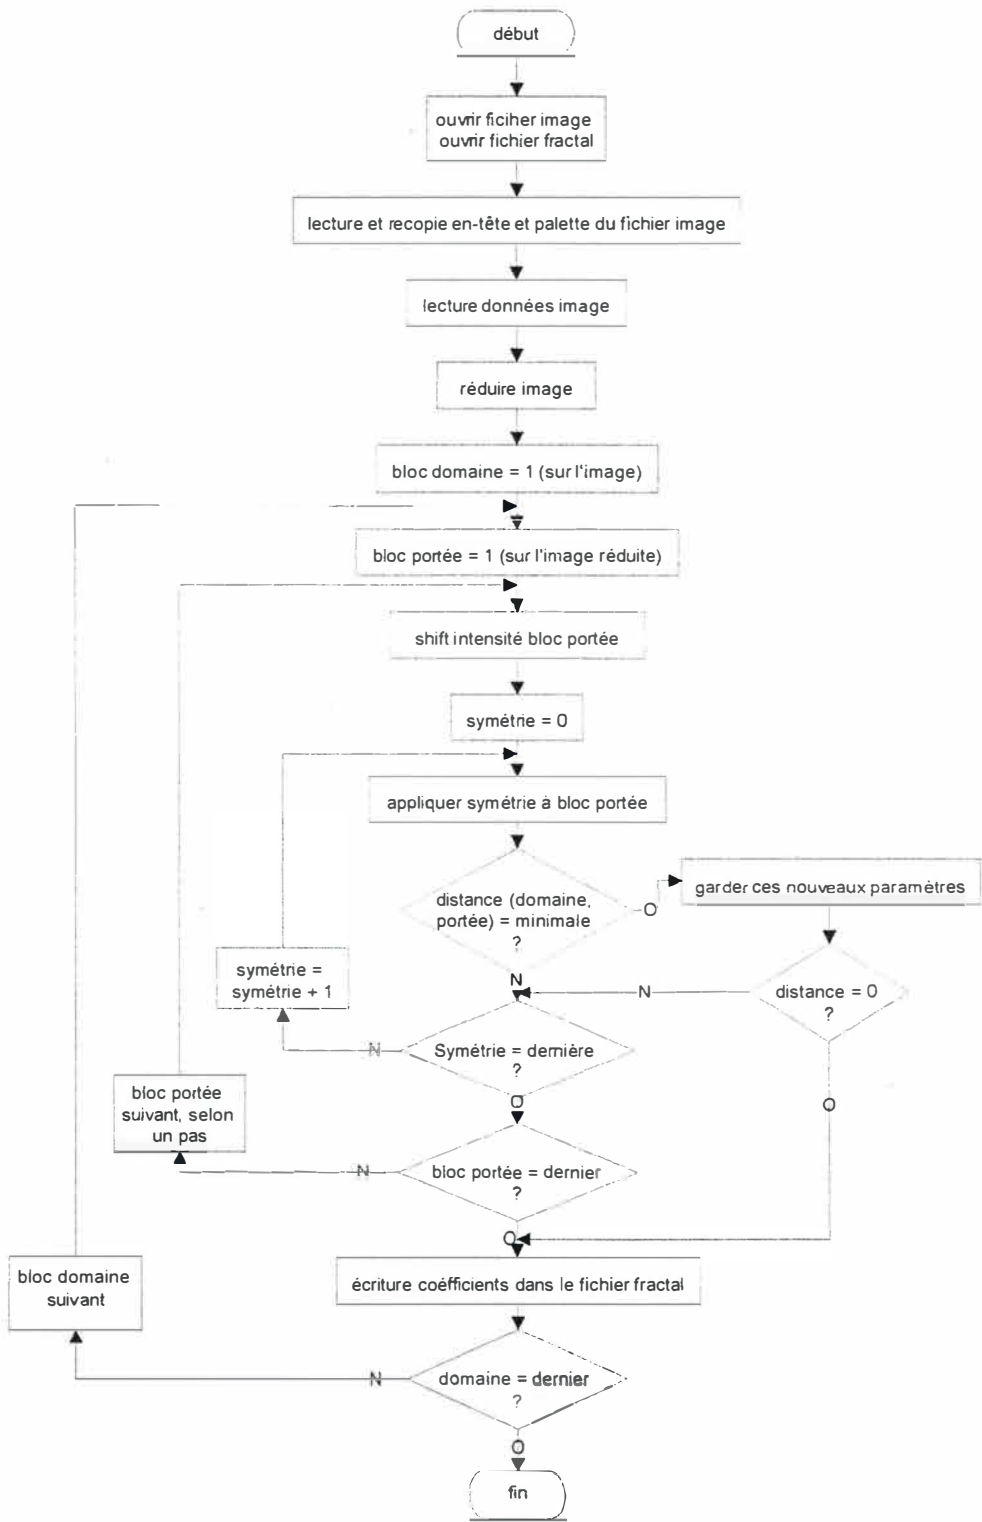 début
ouvrir ficiher image
ouvrir fichier fractal
lecture et recopie en-tête et palette du fichier image
lecture données image
réduire image
bloc domaine = 1 (sur l'image)
bloc portée = 1 (sur l'image réduite)
shift intensité bloc portée
symétrie = 0
appliquer symétrie à bloc portée
distance (domaine,
portée) = minimale
?
O
garder ces nouveaux paramètres
N
distance = 0
?
N
O
symétrie =
symétrie + 1
Symétrie = dernière
?
N
O
bloc portée
suivant, selon
un pas
bloc portée = dernier
?
N
O
écriture coéfficients dans le fichier fractal
bloc domaine
suivant
domaine = dernier
?
N
O
fin